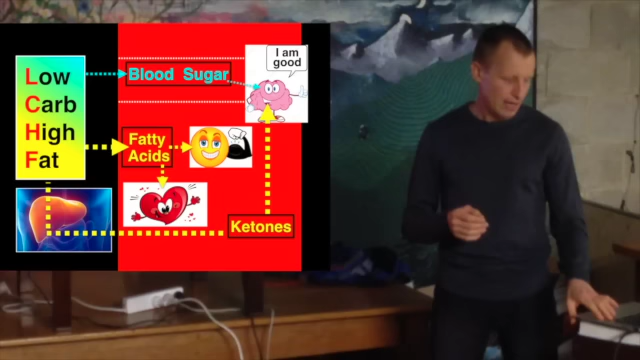 Low
Carb
High
Fat
Blood Sugar
I am
good
Fatty
Acids
Ketones